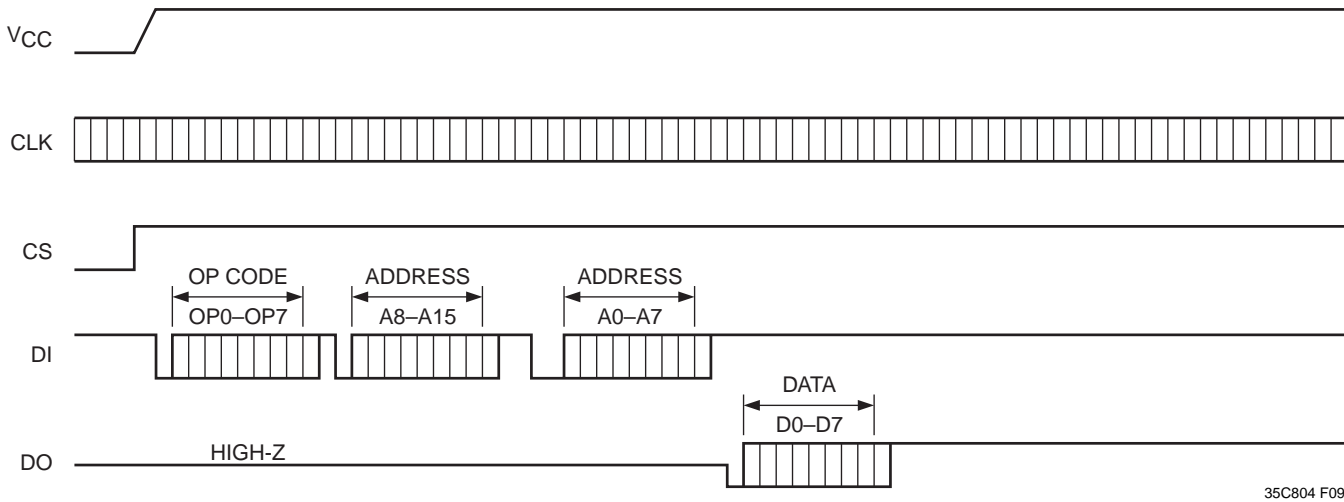 VCC
CLK
CS
OP CODE ADDRESS ADDRESS
OP0–OP7 A8–A15 A0–A7
DI
DATA
D0–D7
DO HIGH-Z
35C804 F09